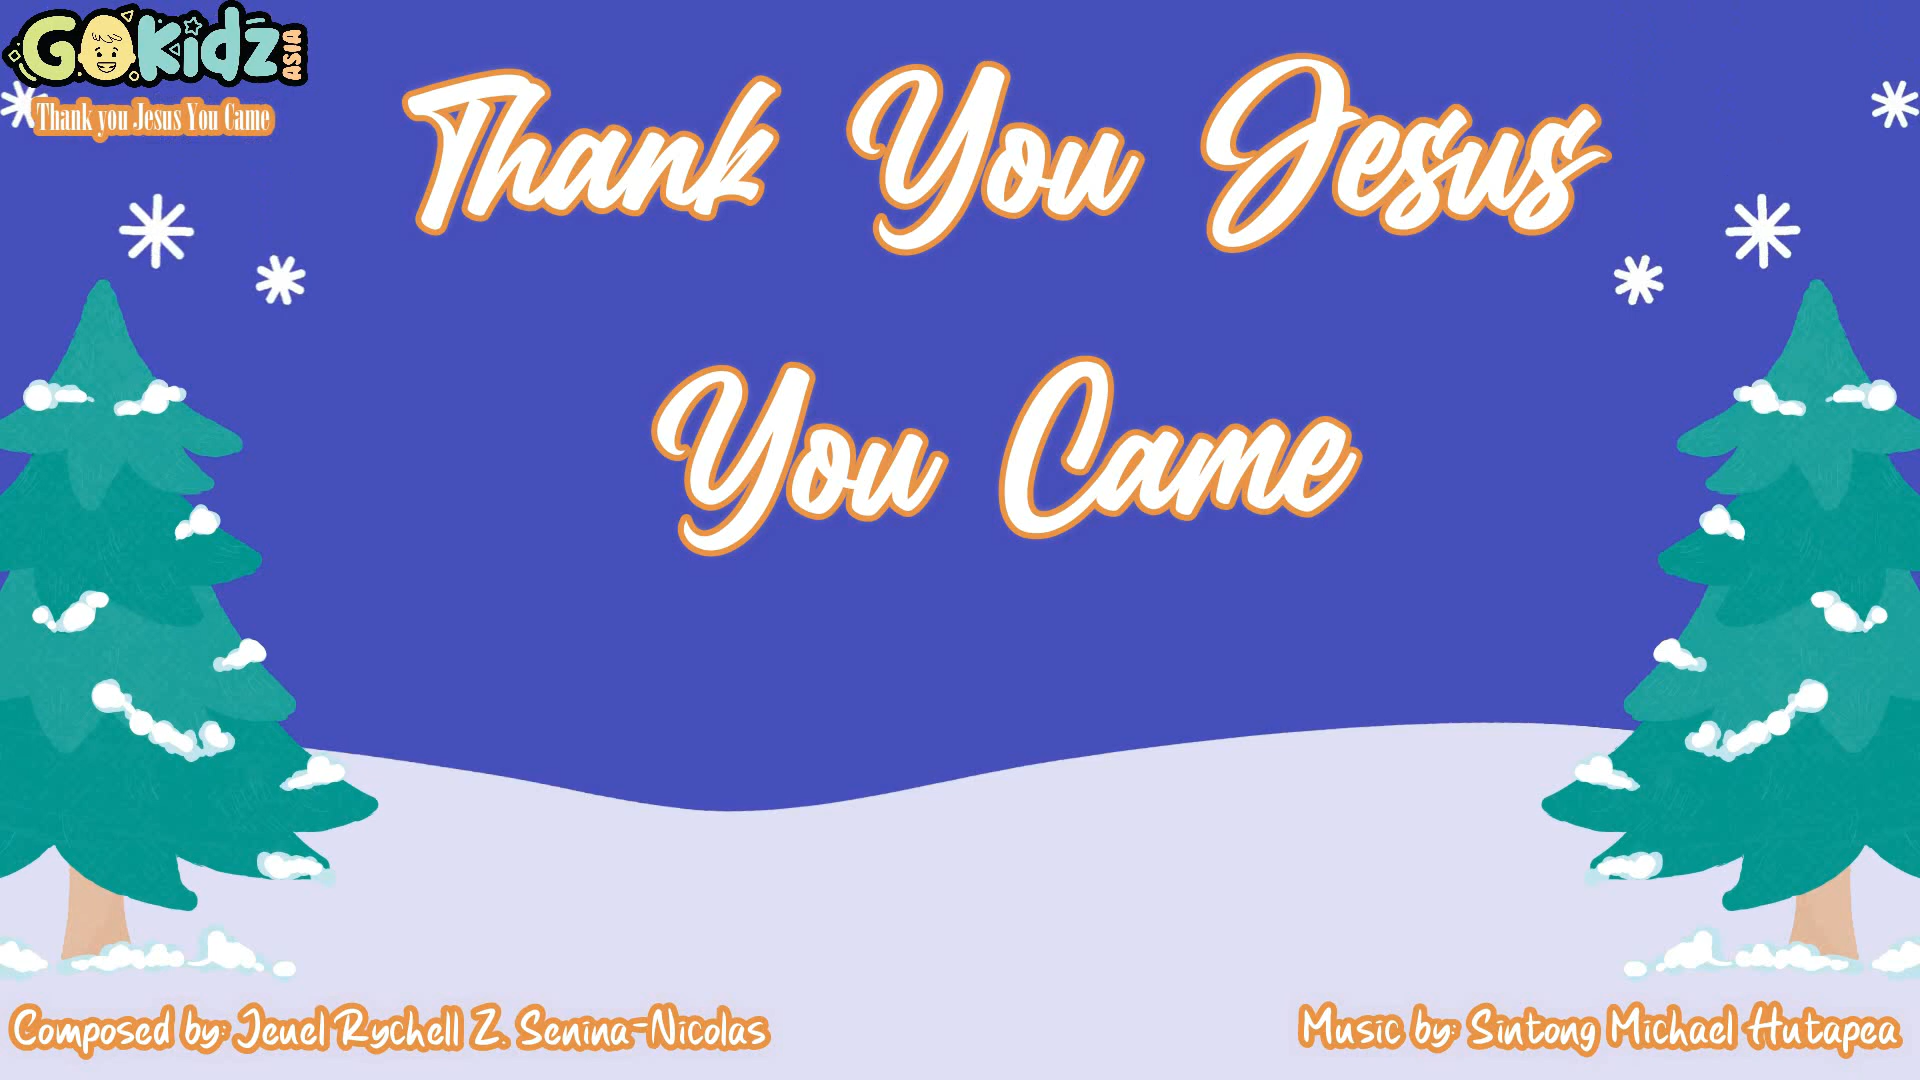 GOKidz ASIA
Thank you Jesus You Came
Thank You Jesus
You Came
Composed by: Jeuel Rychell Z. Senina-Nicolas
Music by: Sintong Michael Hutapea